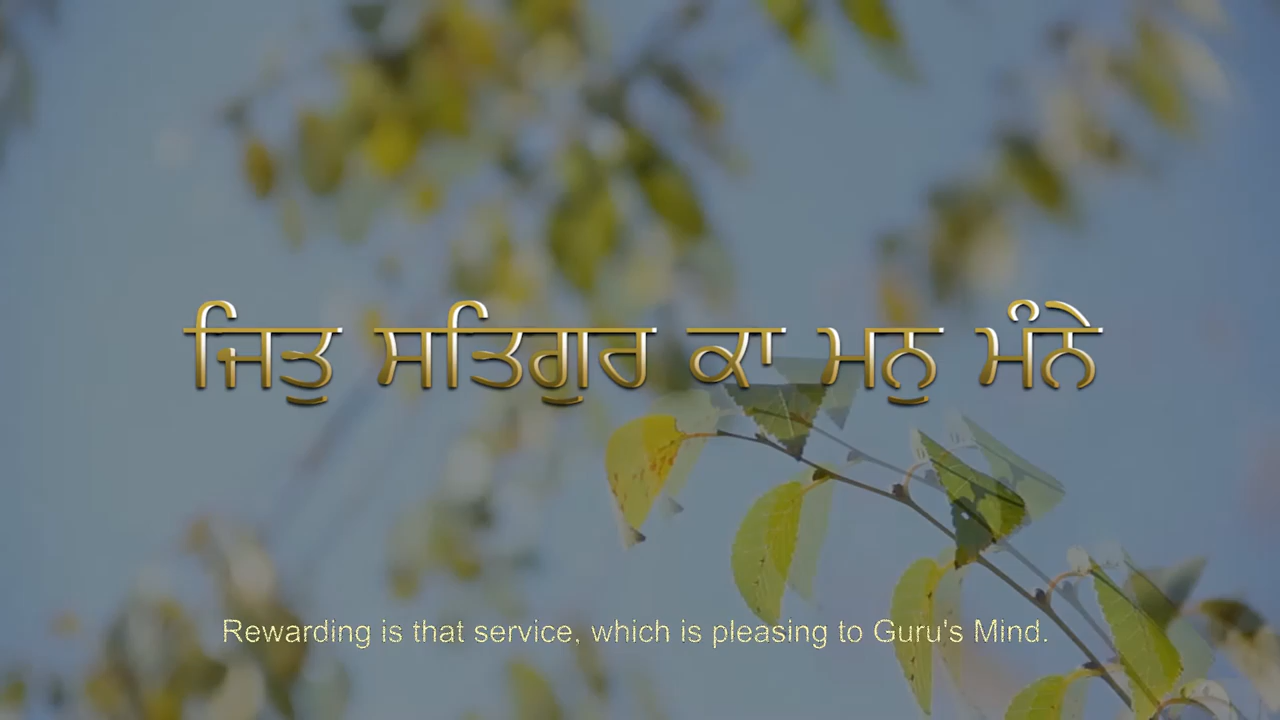 ਜਿਤੁ ਸਤਿਗੁਰ ਕਾ ਮਨੁ ਮੰਨੇ
Rewarding is that service, which is pleasing to Guru's Mind.